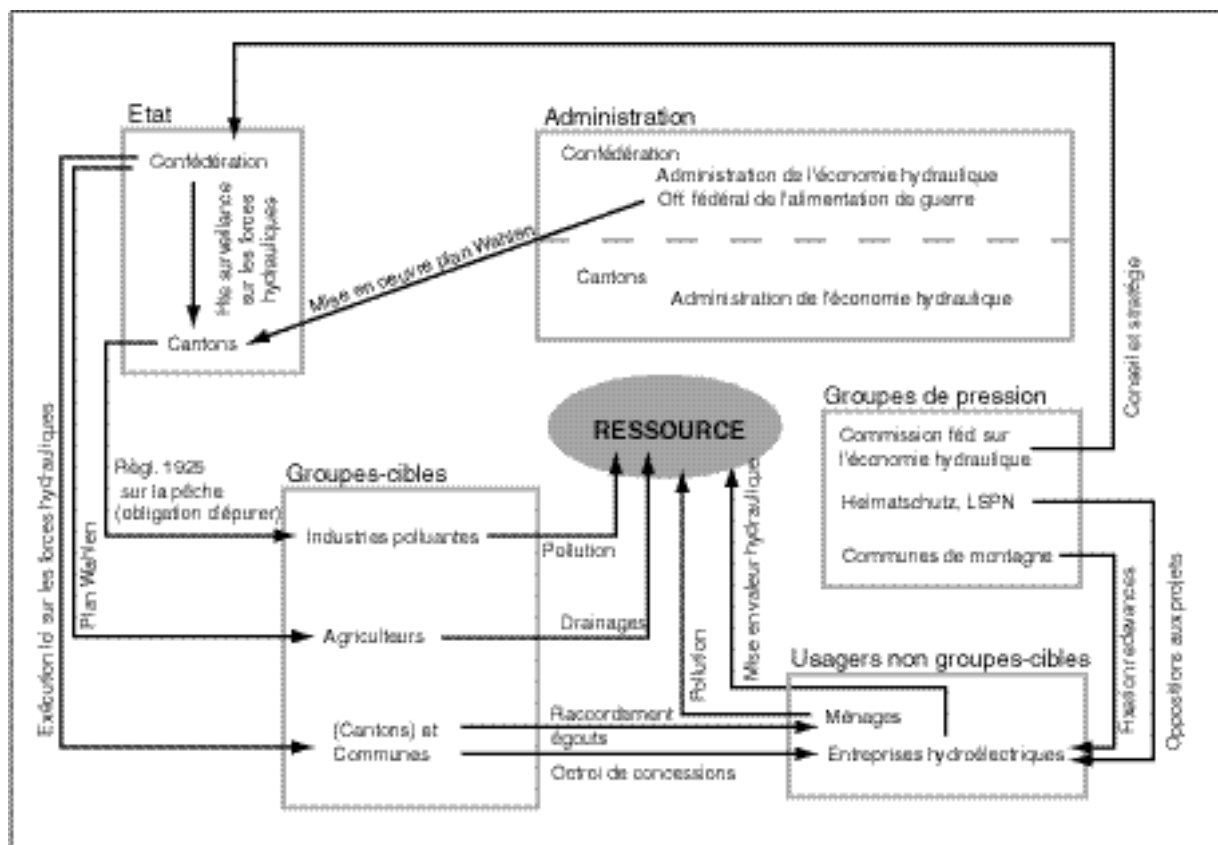 Etat
Confédération
Hte surveillance
sur les forces
hydrauliques
Cantons
Administration
Confédération
Administration de l'économie hydraulique
Off. fédéral de l'alimentation de guerre
Cantons
Administration de l'économie hydraulique
Mise en oeuvre plan Wahlen
Conseil et stratége
RESSOURCE
Groupes de pression
Commission féd. sur
l'économie hydraulique
Heimatschutz, LSPN
Communes de montagne
Exécution loi sur les forces hydrauliques
Plan Wahlen
Règl. 1925
sur la pêche
(obligation d'épurer)
Groupes-cibles
Industries polluantes
Agriculteurs
(Cantons) et
Communes
Pollution
Drainages
Pollution
Mise en valeur hydraulique
Raccordement
égouts
Octroi de concessions
Usagers non groupes-cibles
Ménages
Entreprises hydroélectriques
Fixation redevances
Oppositions aux projets